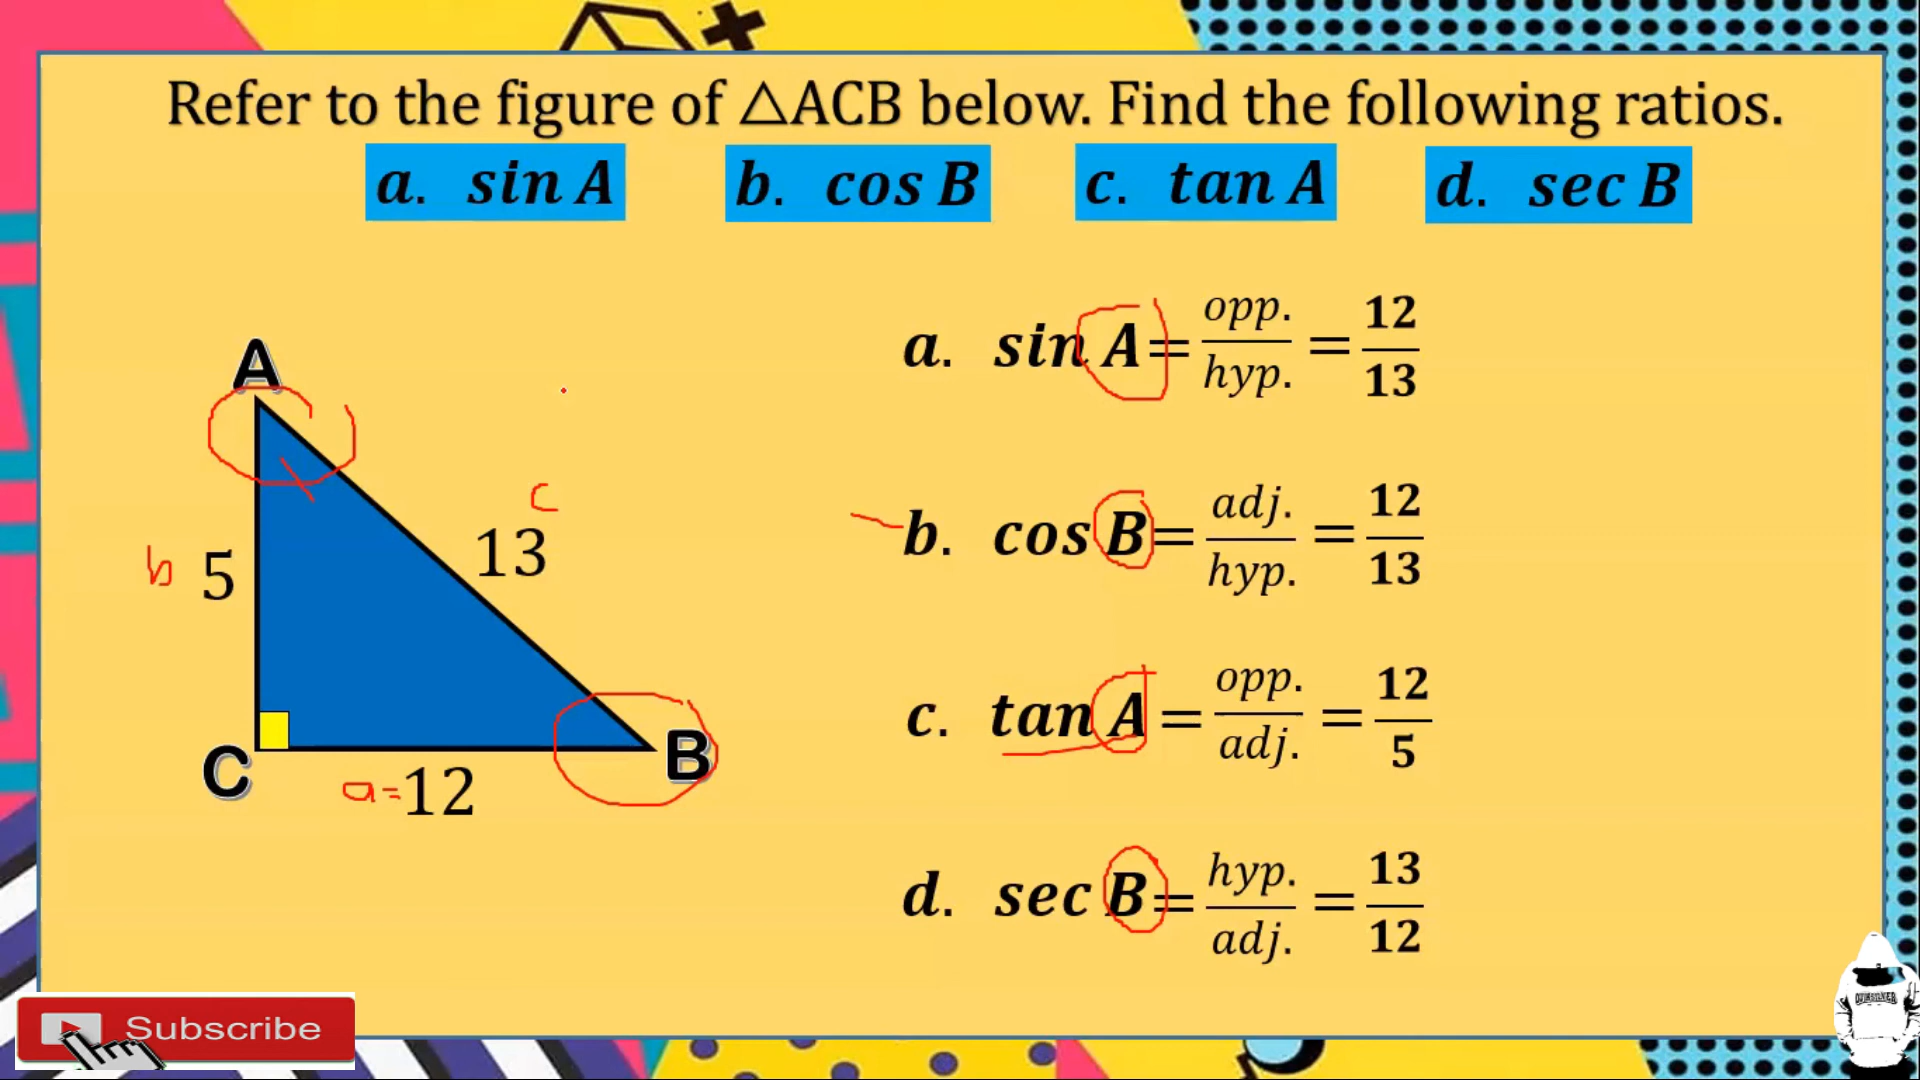 Refer to the figure of △ACB below. Find the following ratios.
a. sin A b. cos B c. tan A d. sec B
A
b 5
c
13
C
B
a = 12
a. sin A = opp. / hyp. = 12 / 13
b. cos B = adj. / hyp. = 12 / 13
c. tan A = opp. / adj. = 12 / 5
d. sec B = hyp. / adj. = 13 / 12
Subscribe
QUIKSILVER